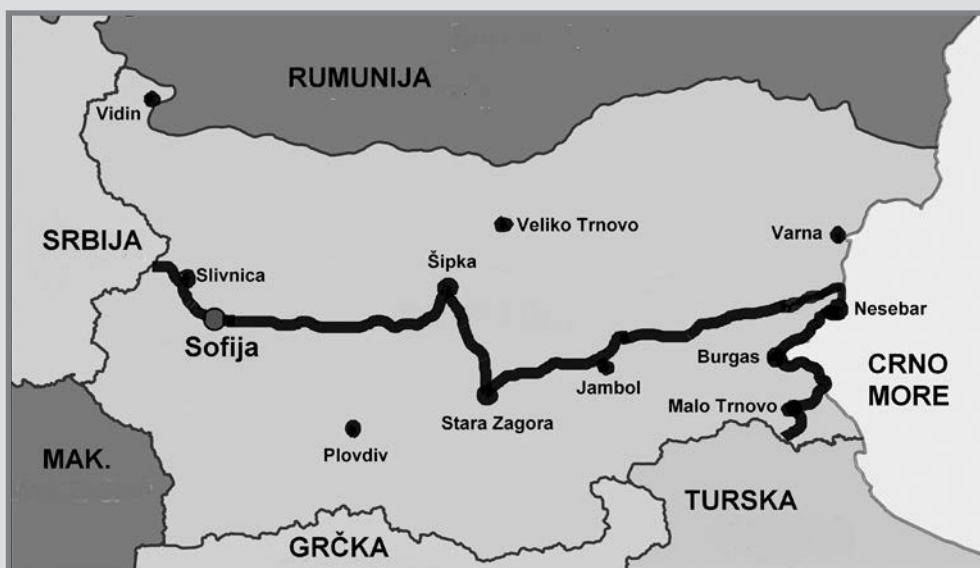 RUMUNIJA
Vidin
Veliko Trnovo
Varna
SRBIJA
Šipka
Slivnica
Nesebar
Sofija
Burgas
CRNO
MORE
Jambol
Malo Trnovo
Stara Zagora
Plovdiv
MAK.
TURSKA
GRČKA